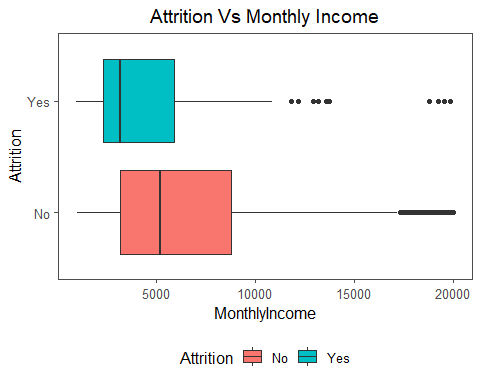 Attrition Vs Monthly Income
Attrition
Yes
No
5000 10000 15000 20000
MonthlyIncome
Attrition No Yes